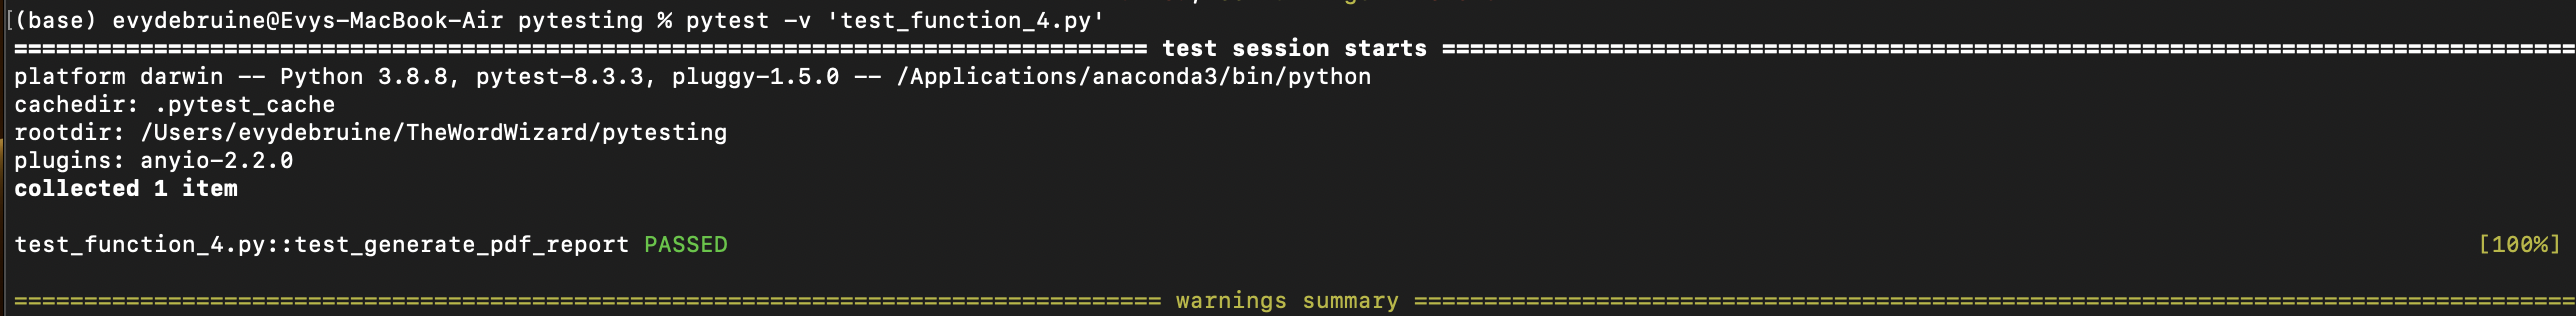 [(base) evydebruine@Evys-MacBook-Air pytesting % pytest -v 'test_function_4.py'
================================================================================= test session starts =================================================================================
platform darwin -- Python 3.8.8, pytest-8.3.3, pluggy-1.5.0 -- /Applications/anaconda3/bin/python
cachedir: .pytest_cache
rootdir: /Users/evydebruine/TheWordWizard/pytesting
plugins: anyio-2.2.0
collected 1 item
test_function_4.py::test_generate_pdf_report PASSED [100%]
================================================================================== warnings summary ===================================================================================